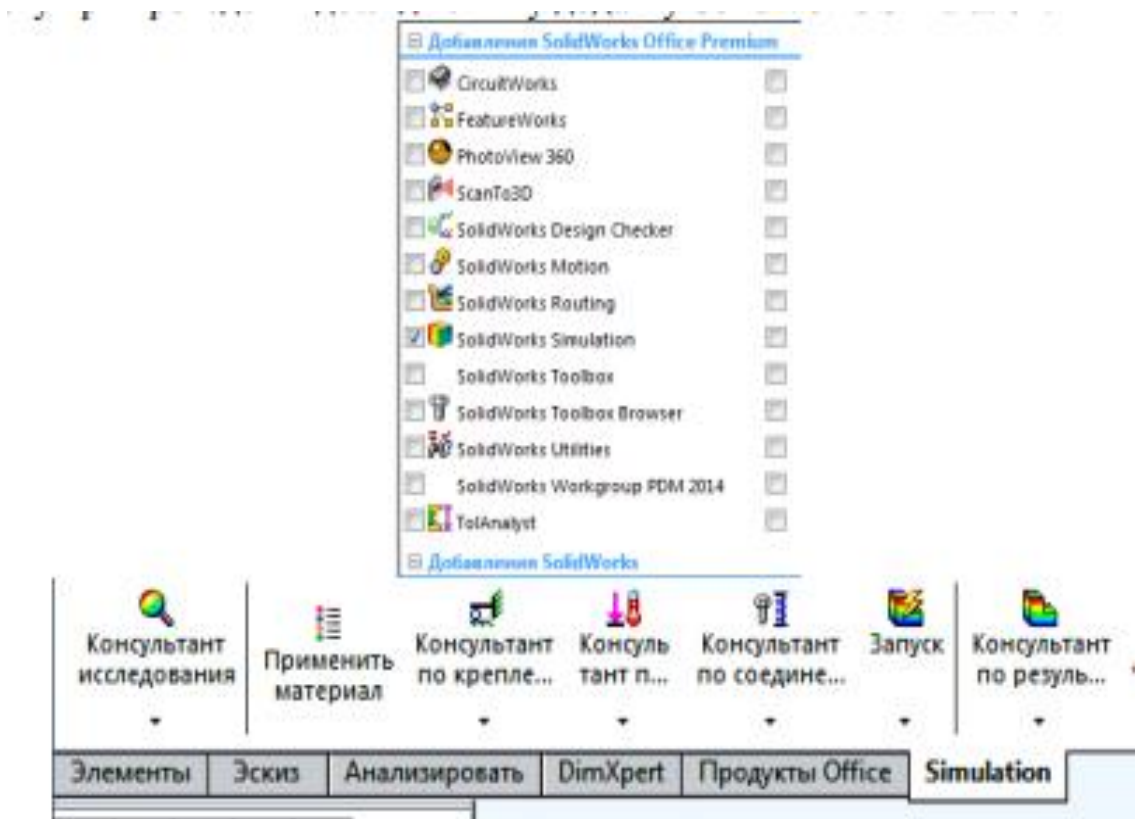 Добавления SolidWorks Office Premium
CircuitWorks
FeatureWorks
PhotoView 360
ScanTo3D
SolidWorks Design Checker
SolidWorks Motion
SolidWorks Routing
SolidWorks Simulation
SolidWorks Toolbox
SolidWorks Toolbox Browser
SolidWorks Utilities
SolidWorks Workgroup PDM 2014
TolAnalyst
Добавления SolidWorks
Консультант исследования
Применить материал
Консультант по крепле...
Консуль тант п...
Консультант по соедине...
Запуск
Консультант по резуль...
Элементы Эскиз Анализировать DimXpert Продукты Office Simulation